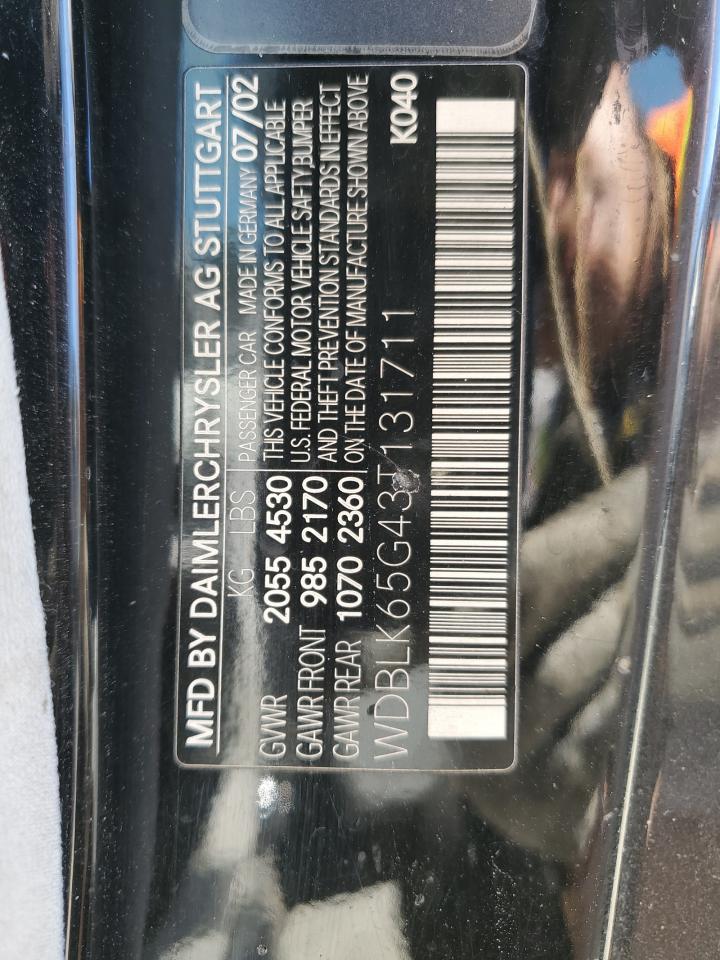 MFD BY DAIMLERCHRYSLER AG STUTTGART
KG LBS PASSENGER CAR MADE IN GERMANY 07/02
GVWR 2055 4530 THIS VEHICLE CONFORMS TO ALL APPLICABLE
U.S. FEDERAL MOTOR VEHICLE SAFTY,BUMPER
GAWR FRONT 985 2170 AND THEFT PREVENTION STANDARDS IN EFFECT
GAWR REAR 1070 2360 ON THE DATE OF MANUFACTURE SHOWN ABOVE
WDBLK65G43T131711 K040